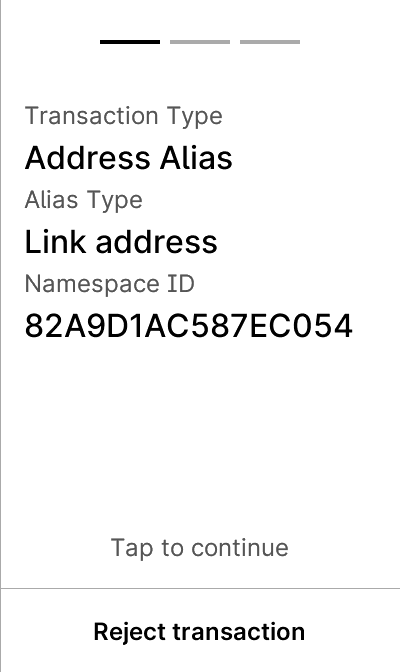 Transaction Type
Address Alias
Alias Type
Link address
Namespace ID
82A9D1AC587EC054
Tap to continue
Reject transaction